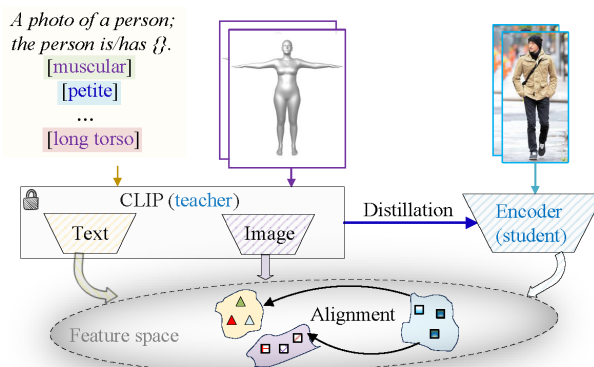 A photo of a person;
the person is/has {}.
[muscular]
[petite]
...
[long torso]
CLIP (teacher)
Text
Image
Distillation
Encoder
(student)
Alignment
Feature space